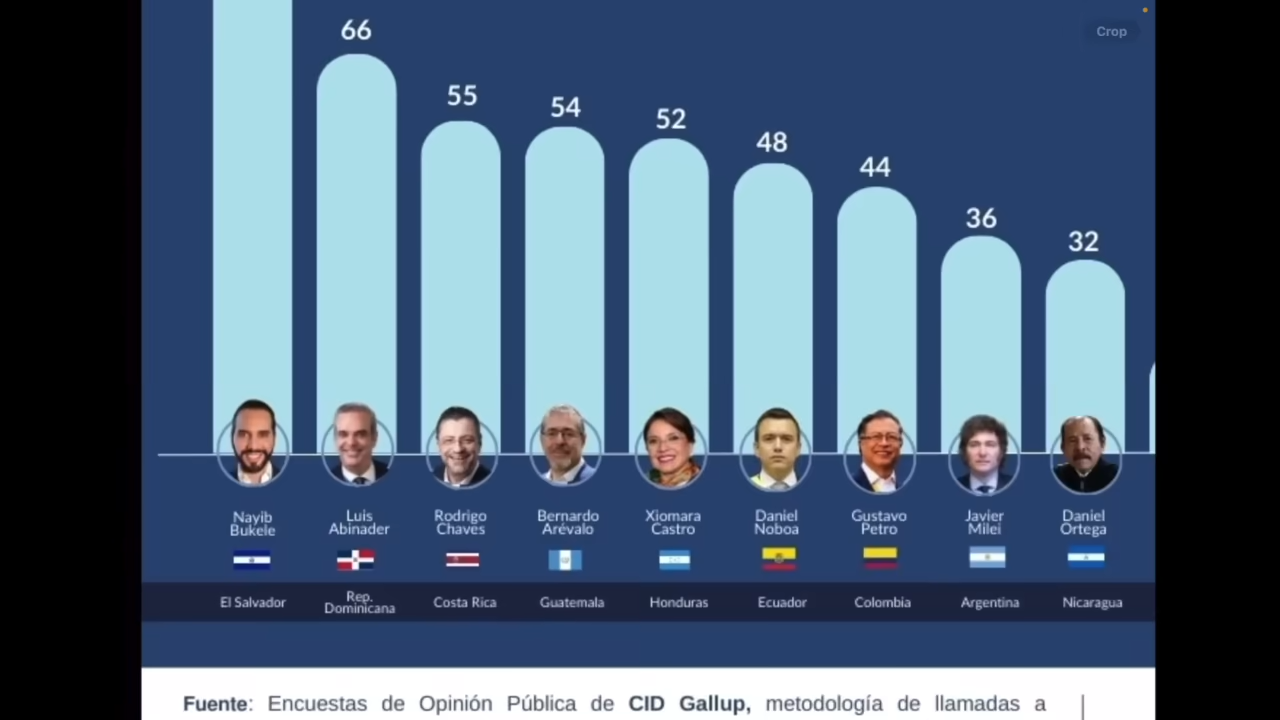 Crop
66
55
54
52
48
44
36
32
Nayib
Bukele
Luis
Abinader
Rodrigo
Chaves
Bernardo
Arévalo
Xiomara
Castro
Daniel
Noboa
Gustavo
Petro
Javier
Milei
Daniel
Ortega
El Salvador
Rep.
Dominicana
Costa Rica
Guatemala
Honduras
Ecuador
Colombia
Argentina
Nicaragua
Fuente: Encuestas de Opinión Pública de CID Gallup, metodología de llamadas a